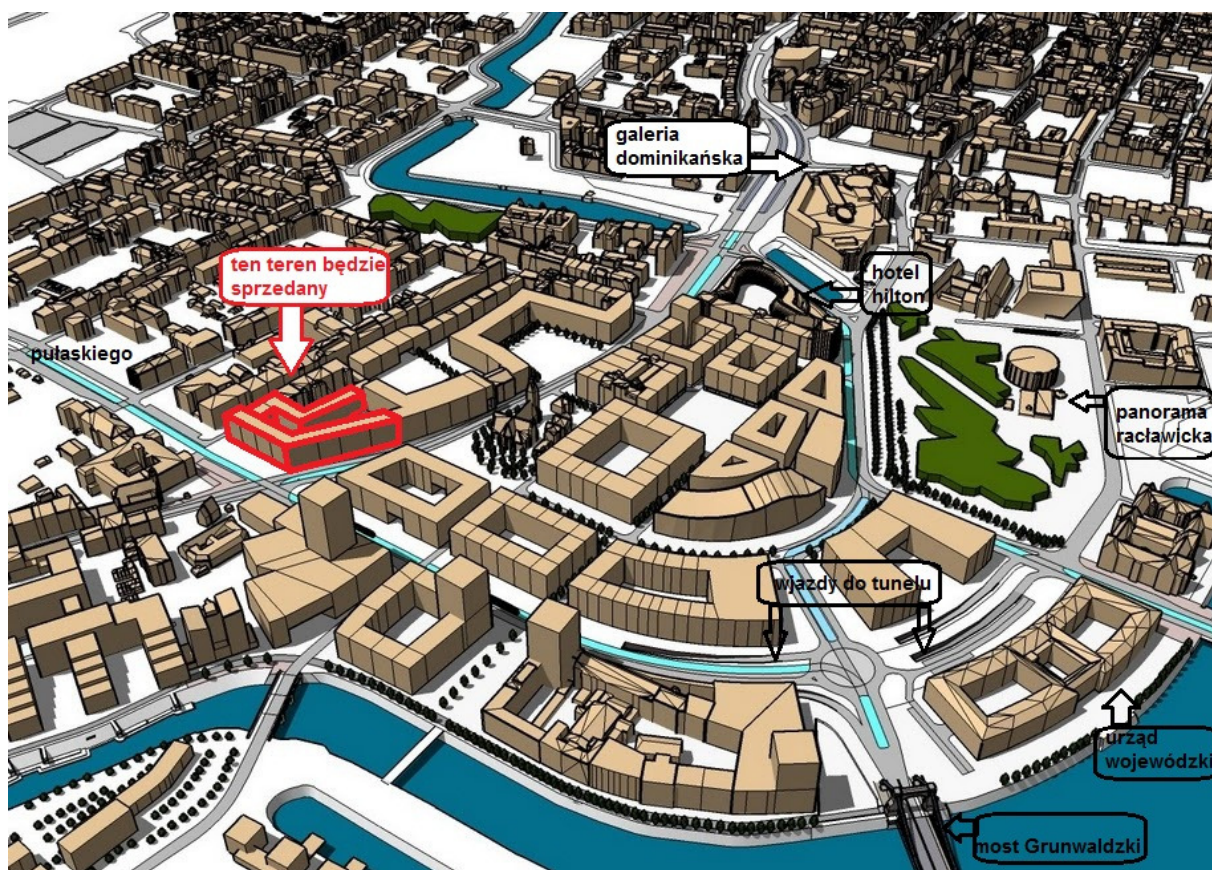 galeria
dominikańska
ten teren będzie
sprzedany
hotel
hilton
pułaskiego
panorama
racławicka
wjazdy do tunelu
urząd
wojewódzki
most Grunwaldzki